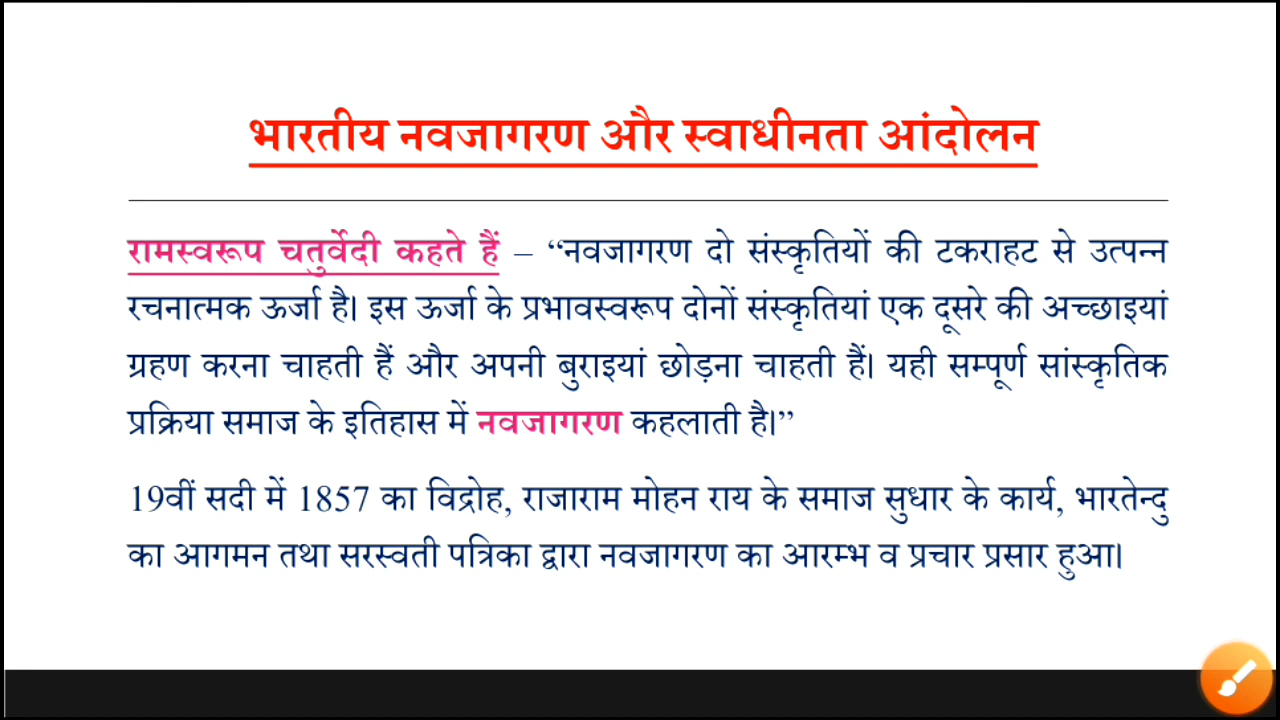 भारतीय नवजागरण और स्वाधीनता आंदोलन
रामस्वरूप चतुर्वेदी कहते हैं – “नवजागरण दो संस्कृतियों की टकराहट से उत्पन्न
रचनात्मक ऊर्जा है। इस ऊर्जा के प्रभावस्वरूप दोनों संस्कृतियां एक दूसरे की अच्छाइयां
ग्रहण करना चाहती हैं और अपनी बुराइयां छोड़ना चाहती हैं। यही सम्पूर्ण सांस्कृतिक
प्रक्रिया समाज के इतिहास में नवजागरण कहलाती है।”
19वीं सदी में 1857 का विद्रोह, राजाराम मोहन राय के समाज सुधार के कार्य, भारतेन्दु
का आगमन तथा सरस्वती पत्रिका द्वारा नवजागरण का आरम्भ व प्रचार प्रसार हुआ।